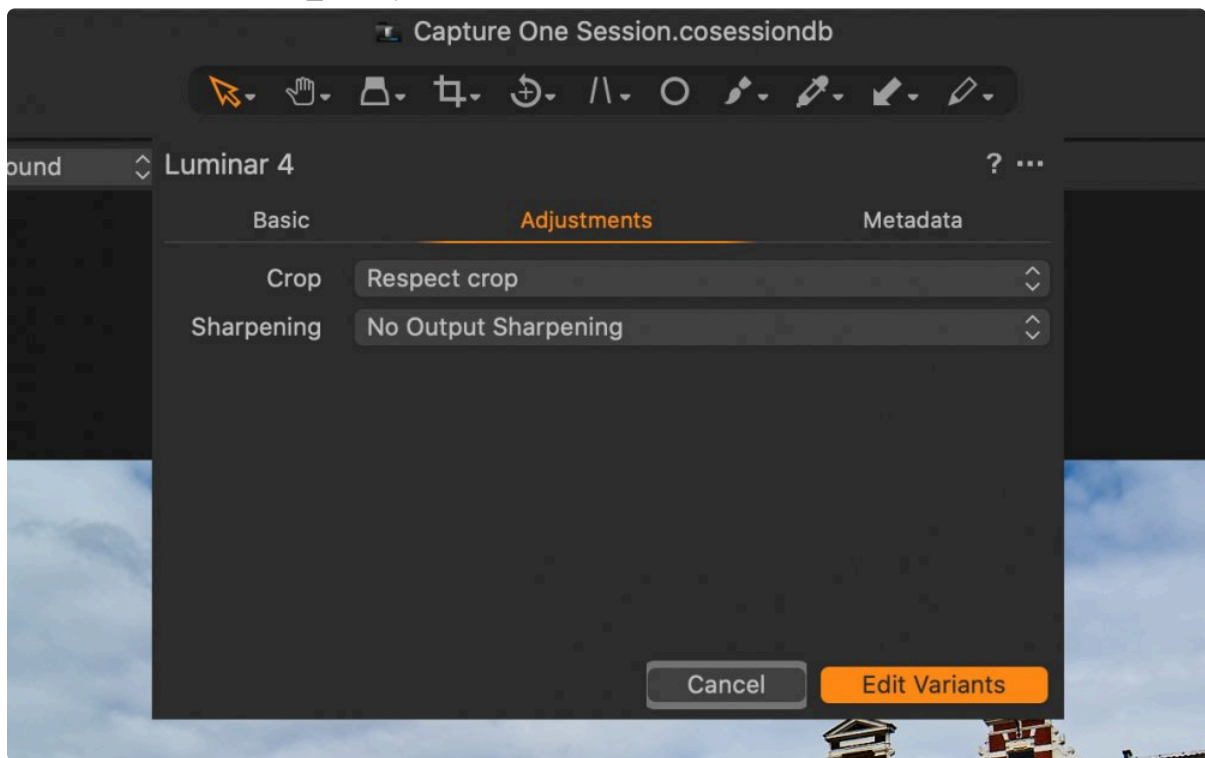 Capture One Session.cosessiondb
ound
Luminar 4
? ...
Basic Adjustments Metadata
Crop Respect crop
Sharpening No Output Sharpening
Cancel Edit Variants